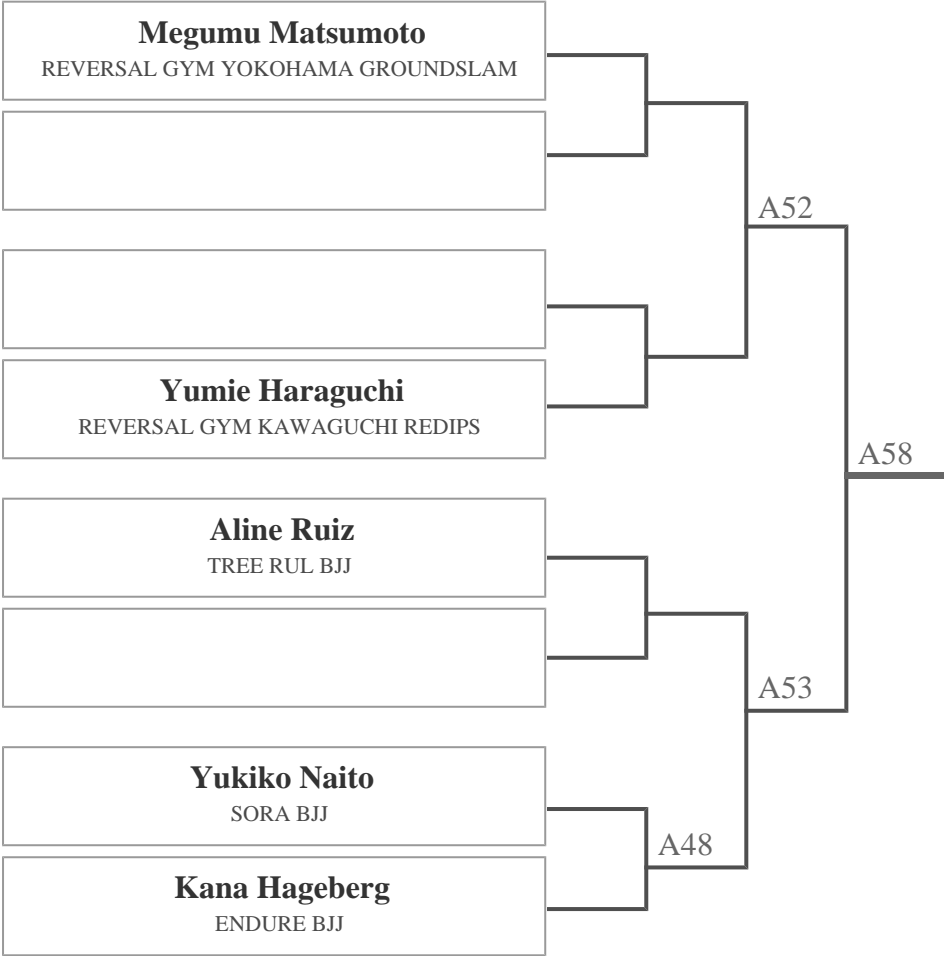 Megumu Matsumoto
REVERSAL GYM YOKOHAMA GROUNDSLAM
A52
Yumie Haraguchi
REVERSAL GYM KAWAGUCHI REDIPS
A58
Aline Ruiz
TREE RUL BJJ
A53
Yukiko Naito
SORA BJJ
A48
Kana Hageberg
ENDURE BJJ